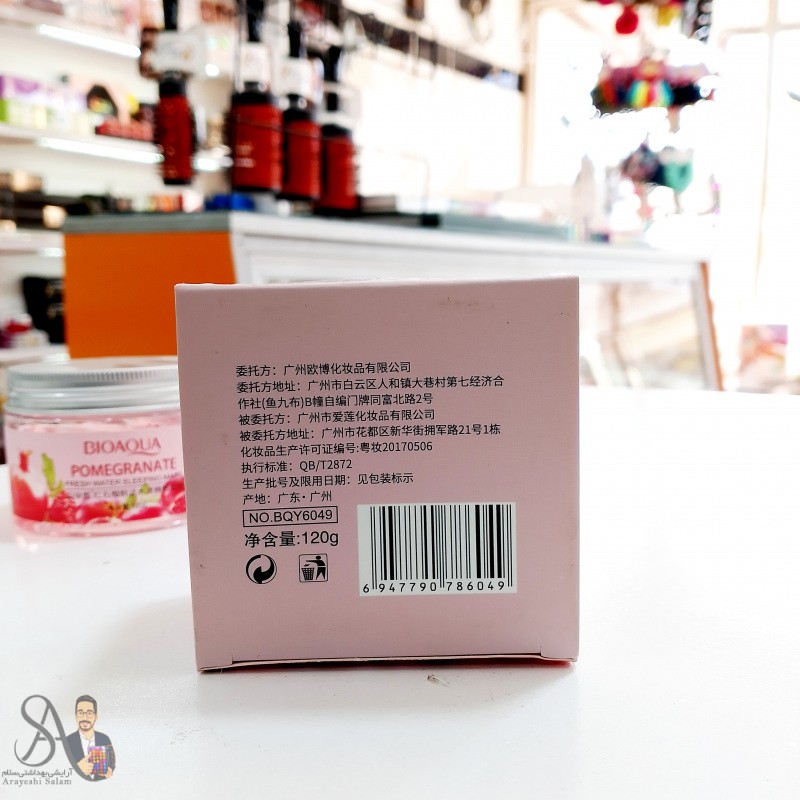 委托方：广州欧博化妆品有限公司
委托方地址：广州市白云区人和镇大巷村第七经济合
作社(鱼九布)B幢自编门牌同富北路2号
被委托方：广州市爱莲化妆品有限公司
被委托方地址：广州市花都区新华街拥军路21号1栋
化妆品生产许可证编号:粤妆20170506
执行标准：QB/T2872
生产批号及限用日期：见包装标示
产地：广东·广州
NO.BQY6049
净含量:120g
6 947790 786049
BIOAQUA
POMEGRANATE
FRESH WATER SLEEPING
SA
آرایشی بهداشتی سلام
Arayeshi Salam